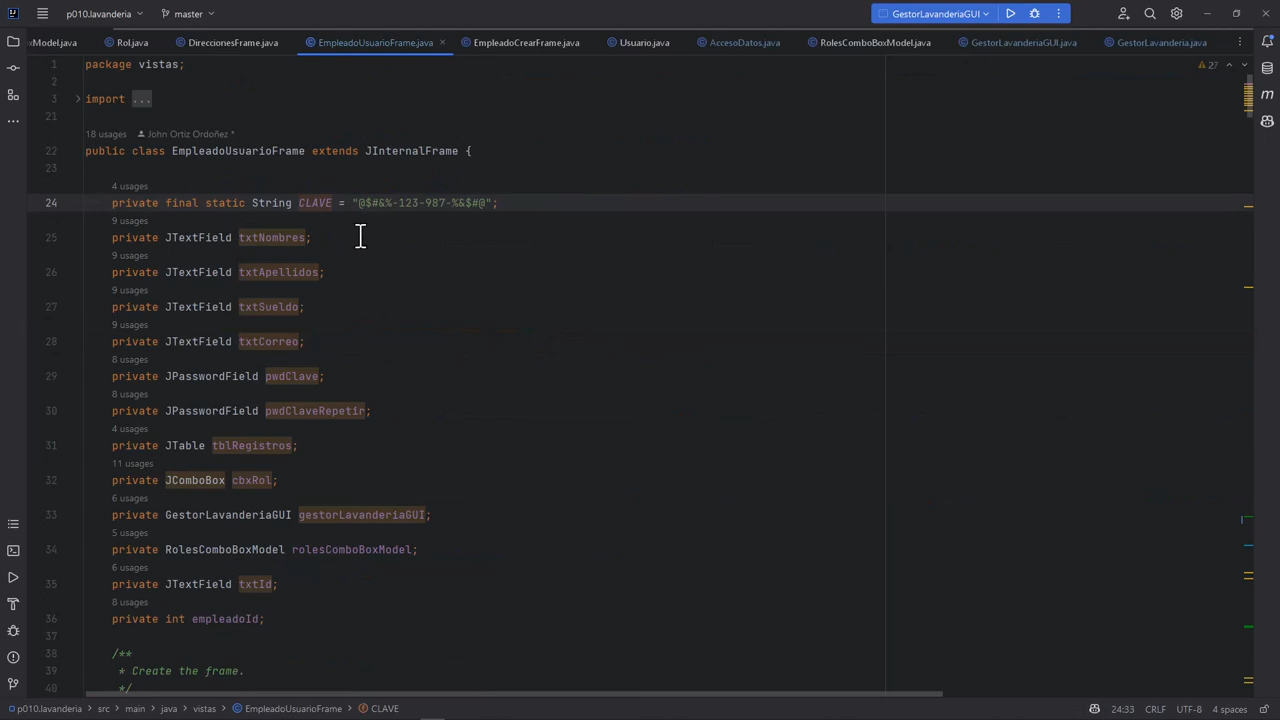 p010.lavanderia
master
GestorLavanderiaGUI
xModel.java
Rol.java
DireccionesFrame.java
EmpleadoUsuarioFrame.java
EmpleadoCrearFrame.java
Usuario.java
AccesoDatos.java
RolesComboBoxModel.java
GestorLavanderiaGUI.java
GestorLavanderia.java
1 package vistas;
27
2
3 import ...
21
18 usages John Ortiz Ordoñez *
22 public class EmpleadoUsuarioFrame extends JInternalFrame {
23
4 usages
24 private final static String CLAVE = "@$#&%-123-987-%&$#@";
9 usages
25 private JTextField txtNombres;
9 usages
26 private JTextField txtApellidos;
9 usages
27 private JTextField txtSueldo;
9 usages
28 private JTextField txtCorreo;
8 usages
29 private JPasswordField pwdClave;
8 usages
30 private JPasswordField pwdClaveRepetir;
4 usages
31 private JTable tblRegistros;
11 usages
32 private JComboBox cbxRol;
6 usages
33 private GestorLavanderiaGUI gestorLavanderiaGUI;
5 usages
34 private RolesComboBoxModel rolesComboBoxModel;
6 usages
35 private JTextField txtId;
8 usages
36 private int empleadoId;
37
38 /**
39 * Create the frame.
40 */
p010.lavanderia > src > main > java > vistas > EmpleadoUsuarioFrame > CLAVE
24:33 CRLF UTF-8 4 spaces